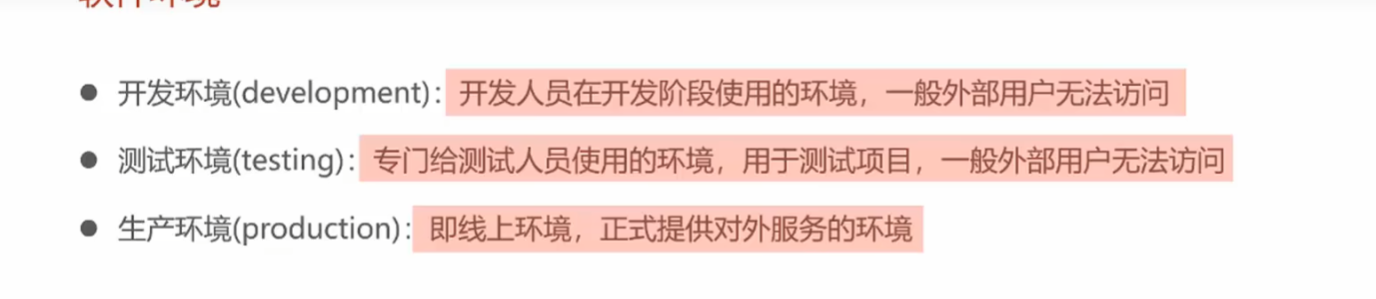 软件环境
● 开发环境(development)：开发人员在开发阶段使用的环境，一般外部用户无法访问
● 测试环境(testing)：专门给测试人员使用的环境，用于测试项目，一般外部用户无法访问
● 生产环境(production)：即线上环境，正式提供对外服务的环境